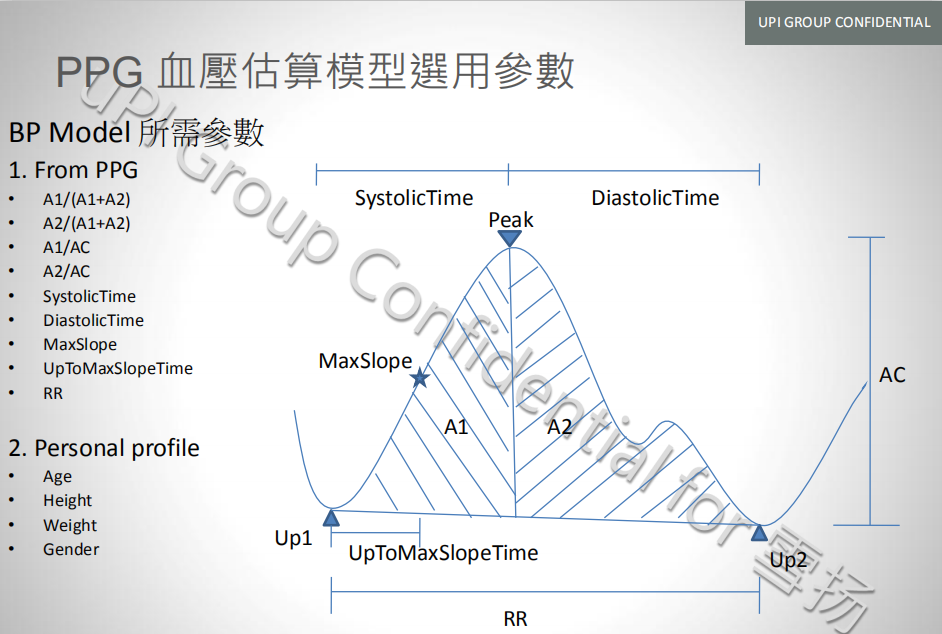 UPI GROUP CONFIDENTIAL
PPG 血壓估算模型選用參數
BP Model 所需參數
1. From PPG
• A1/(A1+A2)
• A2/(A1+A2)
• A1/AC
• A2/AC
• SystolicTime
• DiastolicTime
• MaxSlope
• UpToMaxSlopeTime
• RR
2. Personal profile
• Age
• Height
• Weight
• Gender
SystolicTime
DiastolicTime
Peak
MaxSlope
A1
A2
AC
Up1
UpToMaxSlopeTime
Up2
RR
uPI Group Confidential for 雪扬